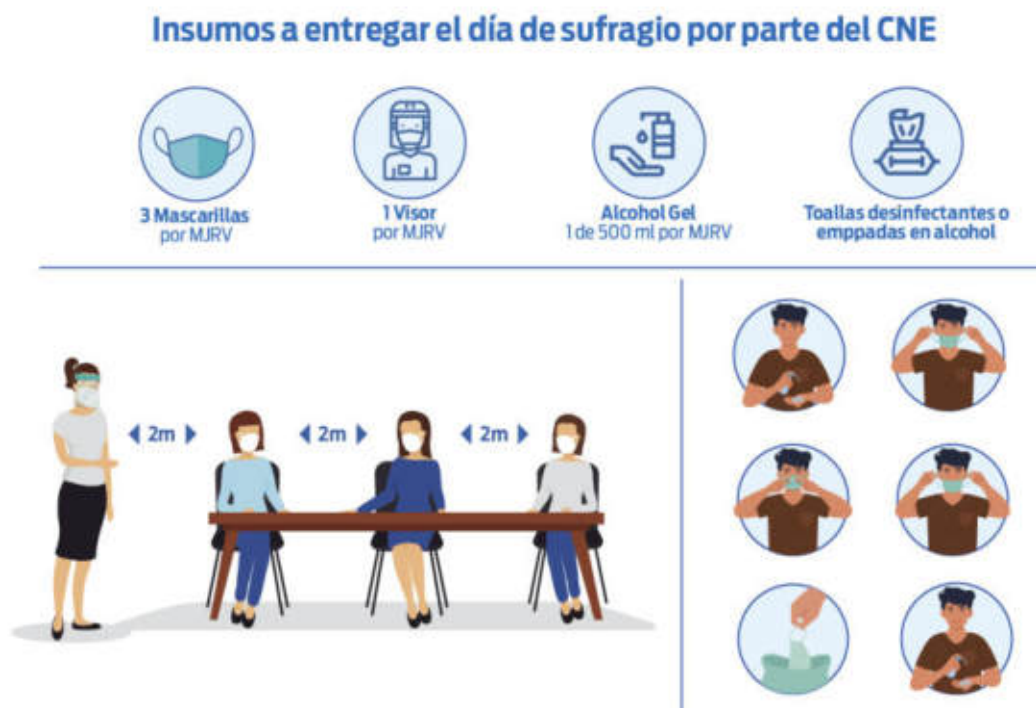 Insumos a entregar el día de sufragio por parte del CNE
3 Mascarillas
por MJRV
1 Visor
por MJRV
Alcohol Gel
1 de 500 ml por MJRV
Toallas desinfectantes o
emppadas en alcohol
2m
2m
2m